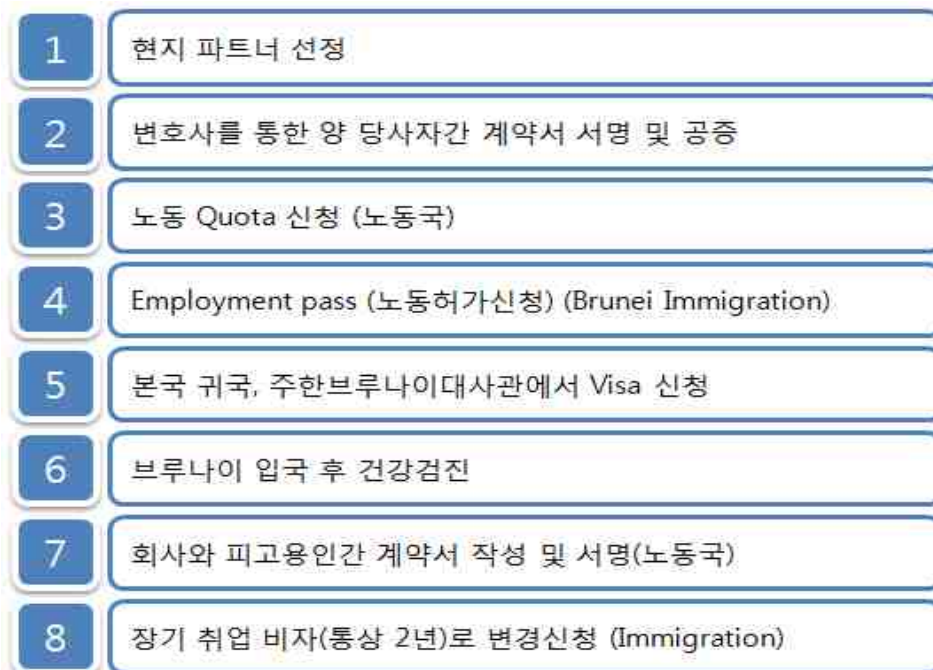 1 현지 파트너 선정
2 변호사를 통한 양 당사자간 계약서 서명 및 공증
3 노동 Quota 신청 (노동국)
4 Employment pass (노동허가신청) (Brunei Immigration)
5 본국 귀국, 주한브루나이대사관에서 Visa 신청
6 브루나이 입국 후 건강검진
7 회사와 피고용인간 계약서 작성 및 서명(노동국)
8 장기 취업 비자(통상 2년)로 변경신청 (Immigration)